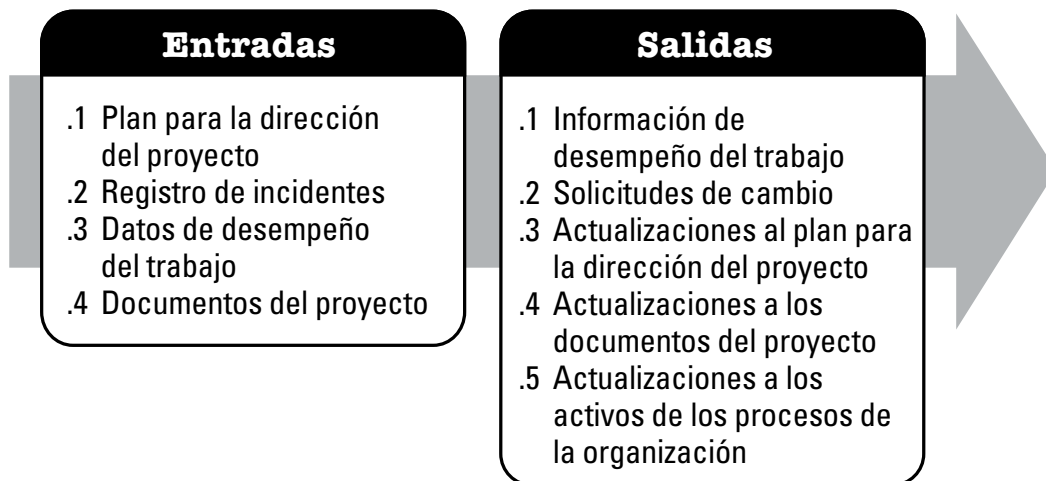 Entradas
.1 Plan para la dirección
del proyecto
.2 Registro de incidentes
.3 Datos de desempeño
del trabajo
.4 Documentos del proyecto
Salidas
.1 Información de
desempeño del trabajo
.2 Solicitudes de cambio
.3 Actualizaciones al plan para
la dirección del proyecto
.4 Actualizaciones a los
documentos del proyecto
.5 Actualizaciones a los
activos de los procesos de
la organización